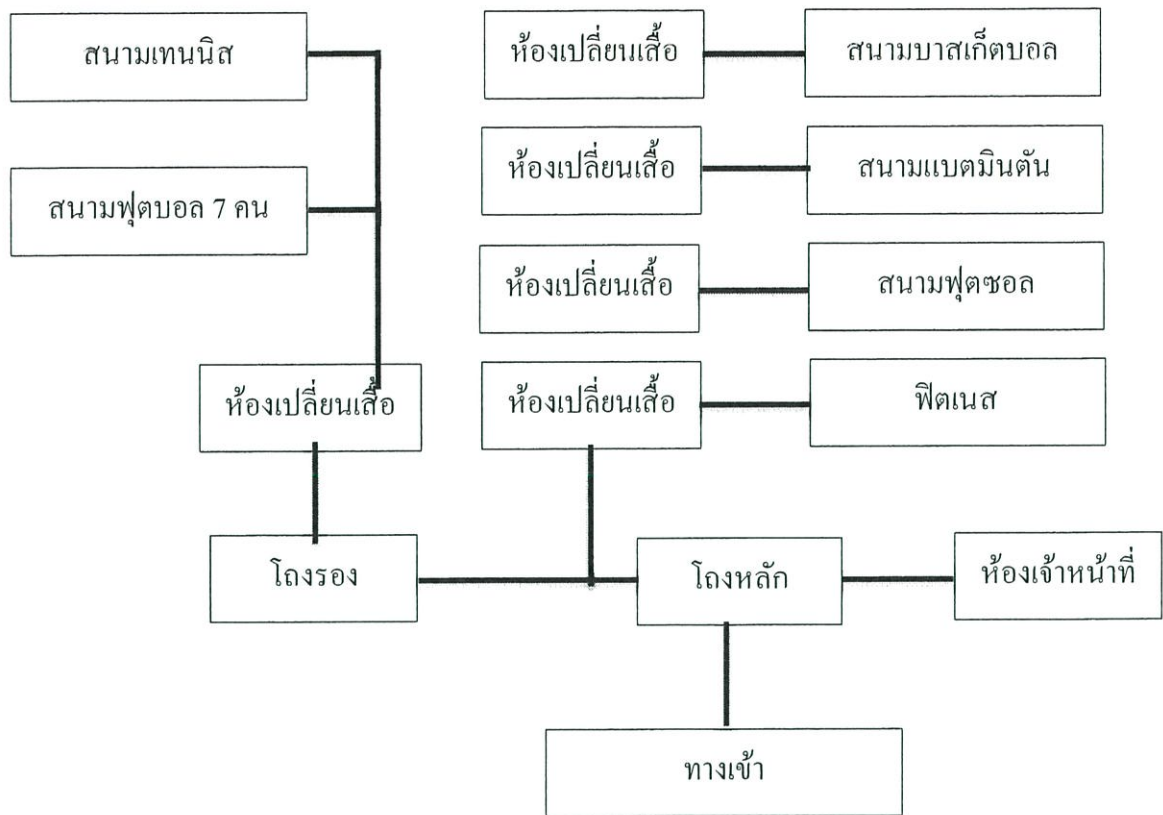 สนามเทนนิส
ห้องเปลี่ยนเสื้อ
สนามบาสเก็ตบอล
ห้องเปลี่ยนเสื้อ
สนามแบตมินตัน
สนามฟุตบอล 7 คน
ห้องเปลี่ยนเสื้อ
สนามฟุตซอล
ห้องเปลี่ยนเสื้อ
ห้องเปลี่ยนเสื้อ
ฟิตเนส
โถงรอง
โถงหลัก
ห้องเจ้าหน้าที่
ทางเข้า